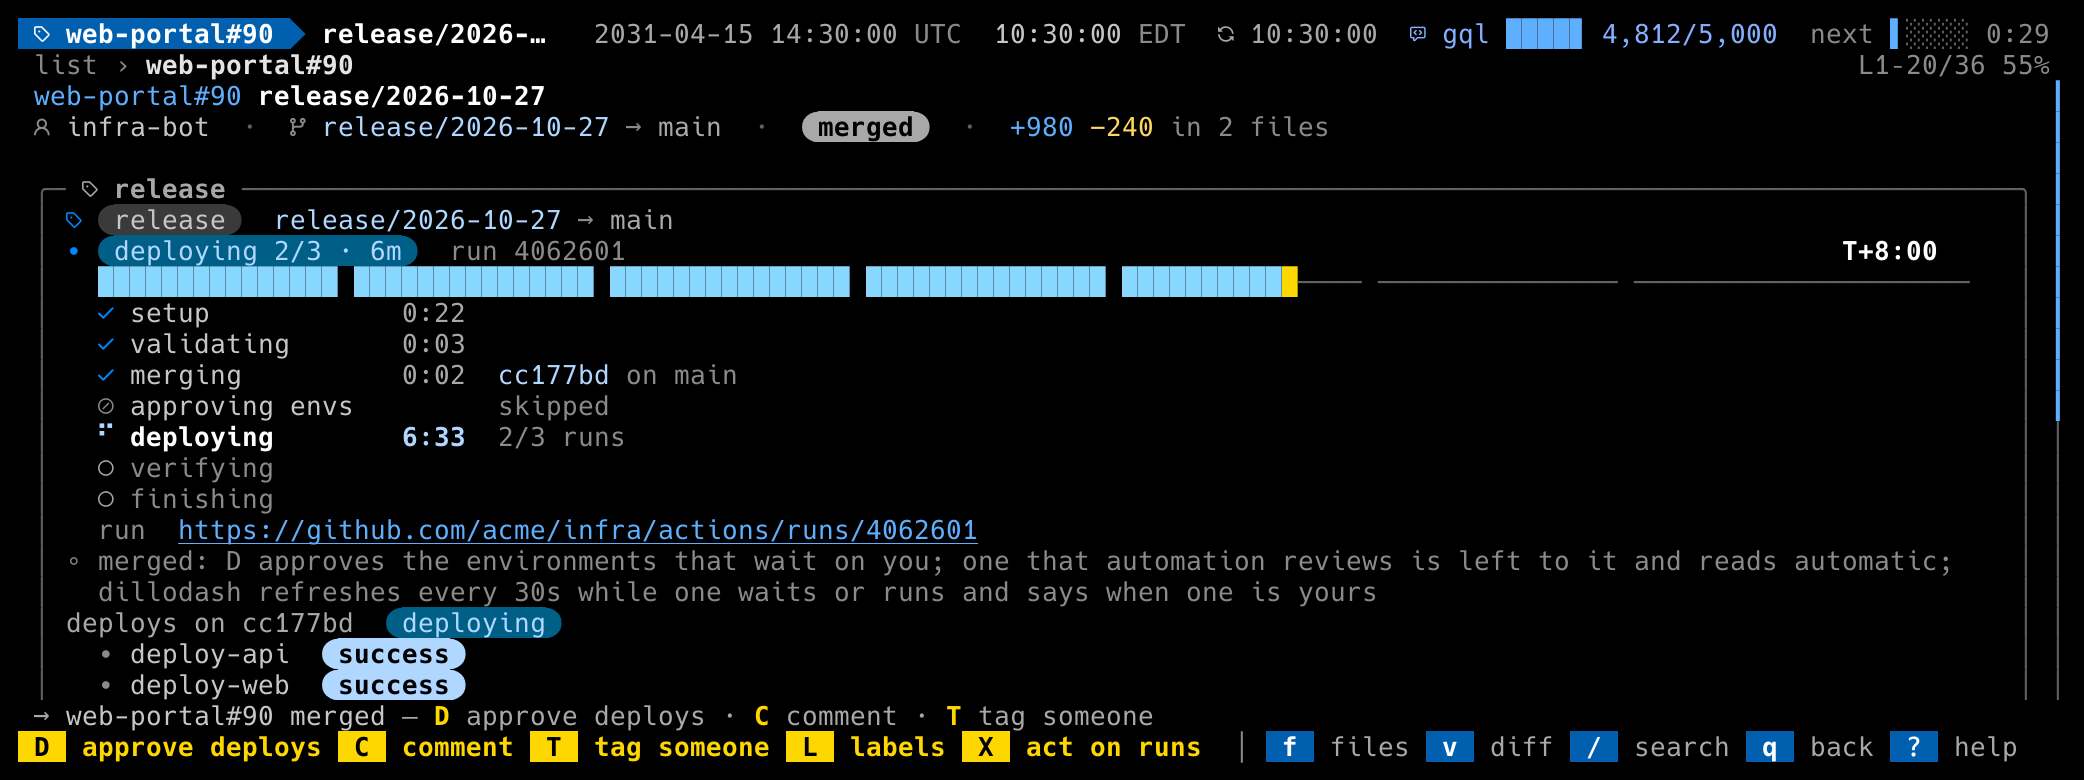 web-portal#90 release/2026-… 2031-04-15 14:30:00 UTC 10:30:00 EDT 10:30:00 gql 4,812/5,000 next 0:29
list › web-portal#90 L1-20/36 55%
web-portal#90 release/2026-10-27
infra-bot · release/2026-10-27 → main · merged · +980 -240 in 2 files
release
release release/2026-10-27 → main
• deploying 2/3 · 6m run 4062601 T+8:00
✓ setup 0:22
✓ validating 0:03
✓ merging 0:02 cc177bd on main
⊘ approving envs skipped
deploying 6:33 2/3 runs
○ verifying
○ finishing
run https://github.com/acme/infra/actions/runs/4062601
◦ merged: D approves the environments that wait on you; one that automation reviews is left to it and reads automatic;
dillodash refreshes every 30s while one waits or runs and says when one is yours
deploys on cc177bd deploying
• deploy-api success
• deploy-web success
→ web-portal#90 merged — D approve deploys · C comment · T tag someone
D approve deploys C comment T tag someone L labels X act on runs │ f files v diff / search q back ? help